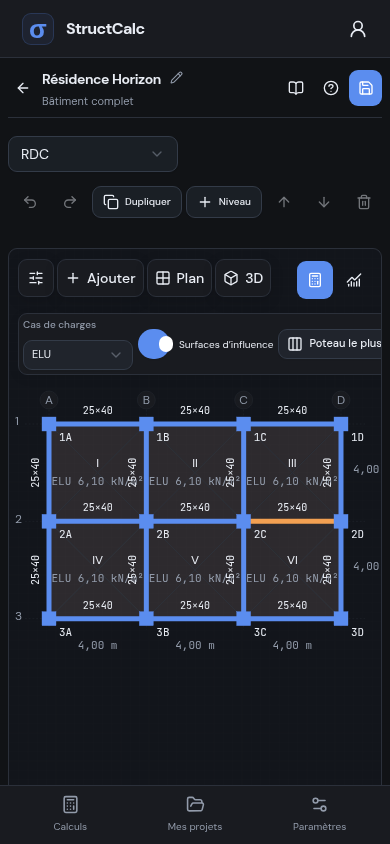 σ StructCalc
Résidence Horizon
Bâtiment complet
RDC
Dupliquer
Niveau
Ajouter
Plan
3D
Cas de charges
ELU
Surfaces d'influence
Poteau le plus
A B C D
25×40 25×40 25×40
1
1A 1B 1C 1D
I II III
25×40 25×40 25×40 25×40
ELU 6,10 kN/m² ELU 6,10 kN/m² ELU 6,10 kN/m² 4,00
25×40 25×40 25×40
2
2A 2B 2C 2D
IV V VI
25×40 25×40 25×40 25×40
ELU 6,10 kN/m² ELU 6,10 kN/m² ELU 6,10 kN/m² 4,00
25×40 25×40 25×40
3
3A 3B 3C 3D
4,00 m 4,00 m 4,00 m
Calculs
Mes projets
Paramètres